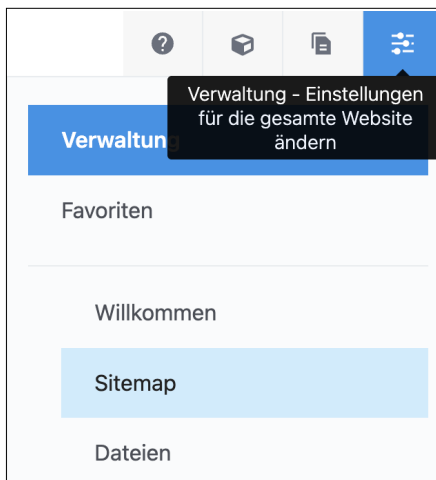 Verwaltung - Einstellungen
für die gesamte Website
ändern
Verwaltung
Favoriten
Willkommen
Sitemap
Dateien